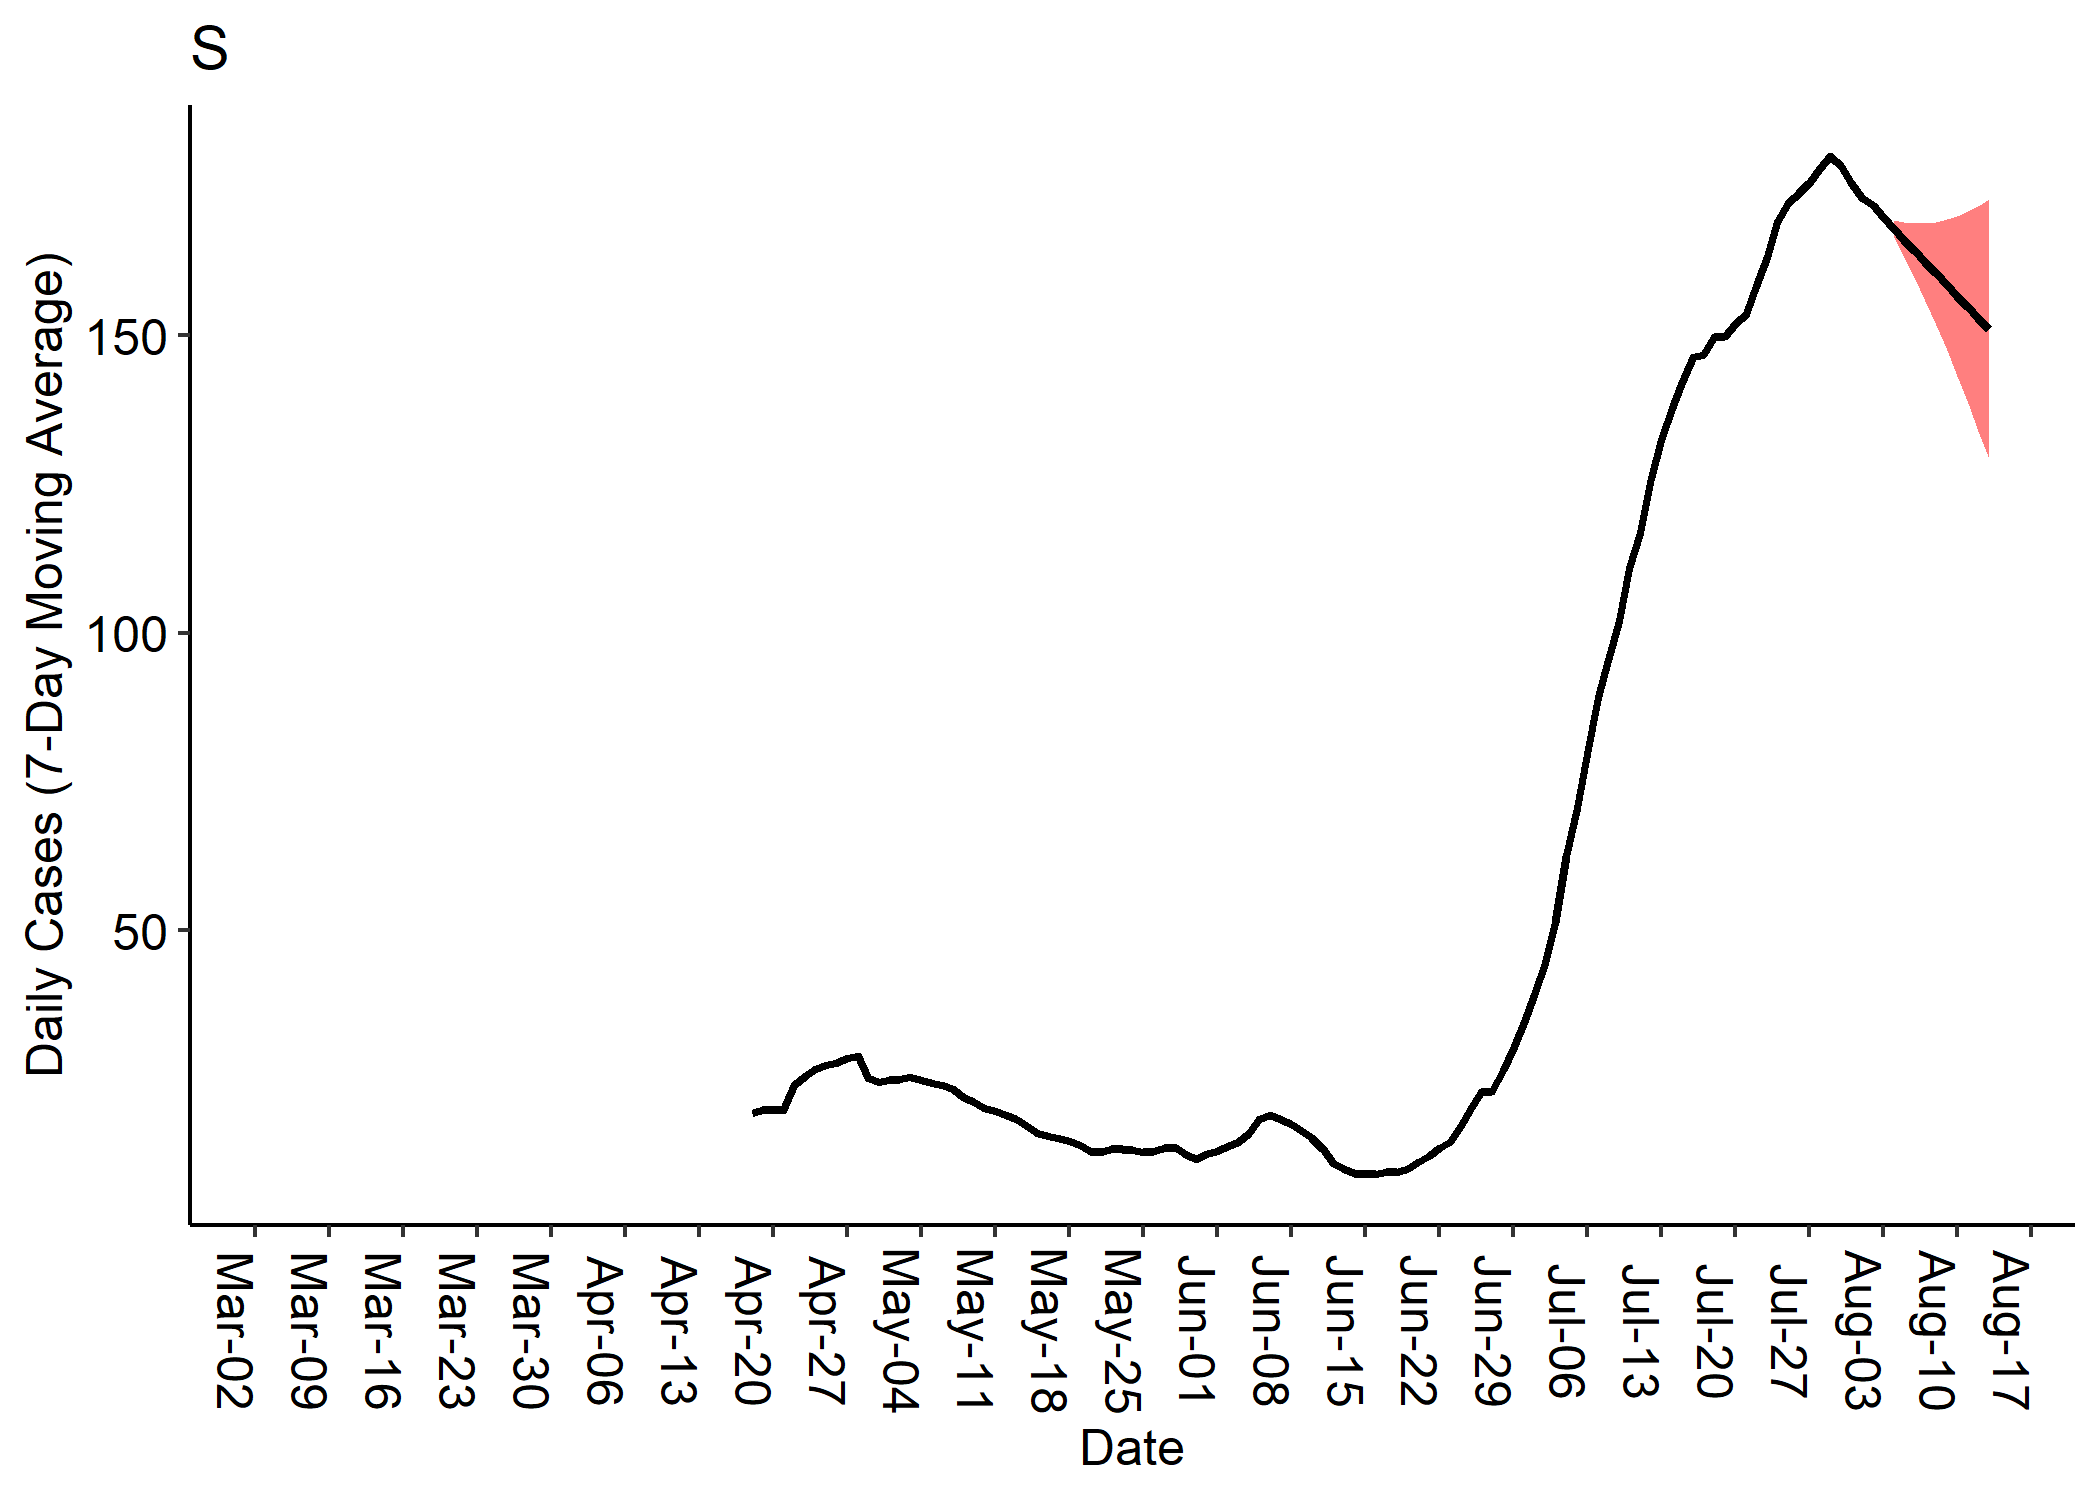 S
Daily Cases (7-Day Moving Average)
150
100
50
Mar-02
Mar-09
Mar-16
Mar-23
Mar-30
Apr-06
Apr-13
Apr-20
Apr-27
May-04
May-11
May-18
May-25
Jun-01
Jun-08
Jun-15
Jun-22
Jun-29
Jul-06
Jul-13
Jul-20
Jul-27
Aug-03
Aug-10
Aug-17
Date